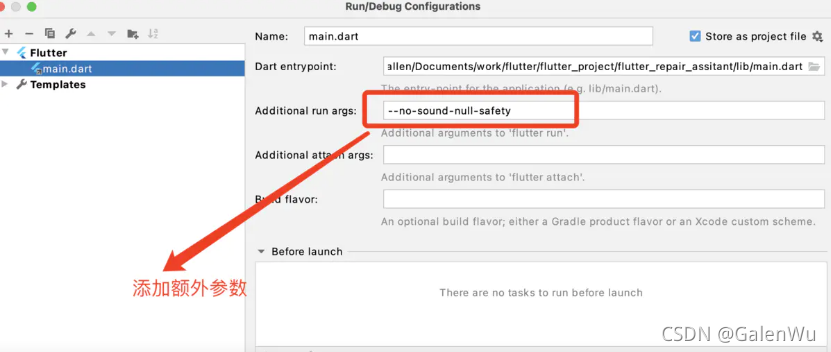 Run/Debug Configurations
Name: main.dart Store as project file
Flutter
main.dart
Templates
Dart entrypoint: allen/Documents/work/flutter/flutter_project/flutter_repair_assitant/lib/main.dart
The entry-point for the application (e.g. lib/main.dart).
Additional run args: --no-sound-null-safety
Additional arguments to 'flutter run'.
Additional attach args:
Additional arguments to 'flutter attach'.
Build flavor:
An optional build flavor; either a Gradle product flavor or an Xcode custom scheme.
Before launch
添加额外参数
There are no tasks to run before launch
CSDN @GalenWu